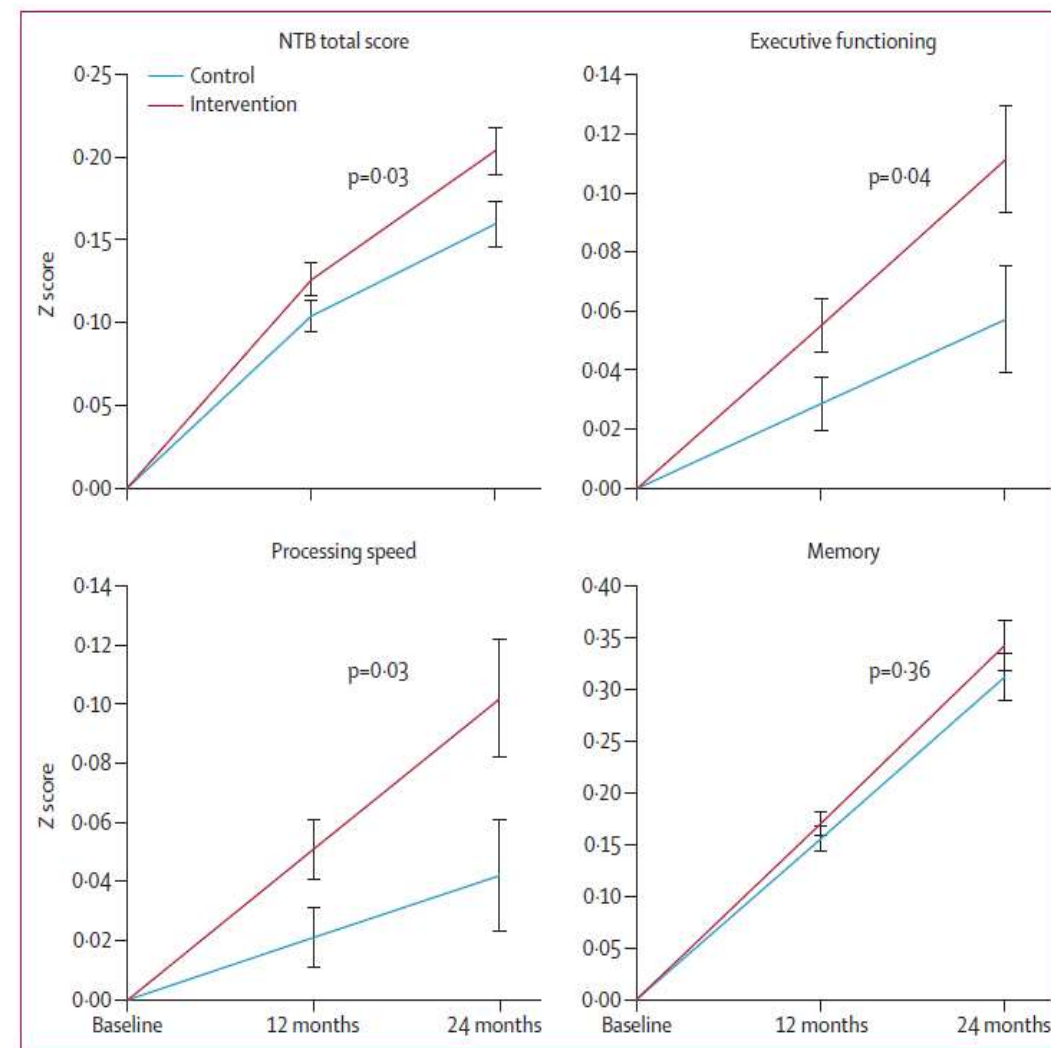 NTB total score
Control
Intervention
0·25
0·20
0·15
0·10
0·05
0·00
Z score
p=0·03
Executive functioning
0·14
0·12
0·10
0·08
0·06
0·04
0·02
0·00
p=0·04
Processing speed
0·14
0·12
0·10
0·08
0·06
0·04
0·02
0·00
Z score
p=0·03
Baseline 12 months 24 months
Memory
0·40
0·35
0·30
0·25
0·20
0·15
0·10
0·05
0·00
p=0·36
Baseline 12 months 24 months